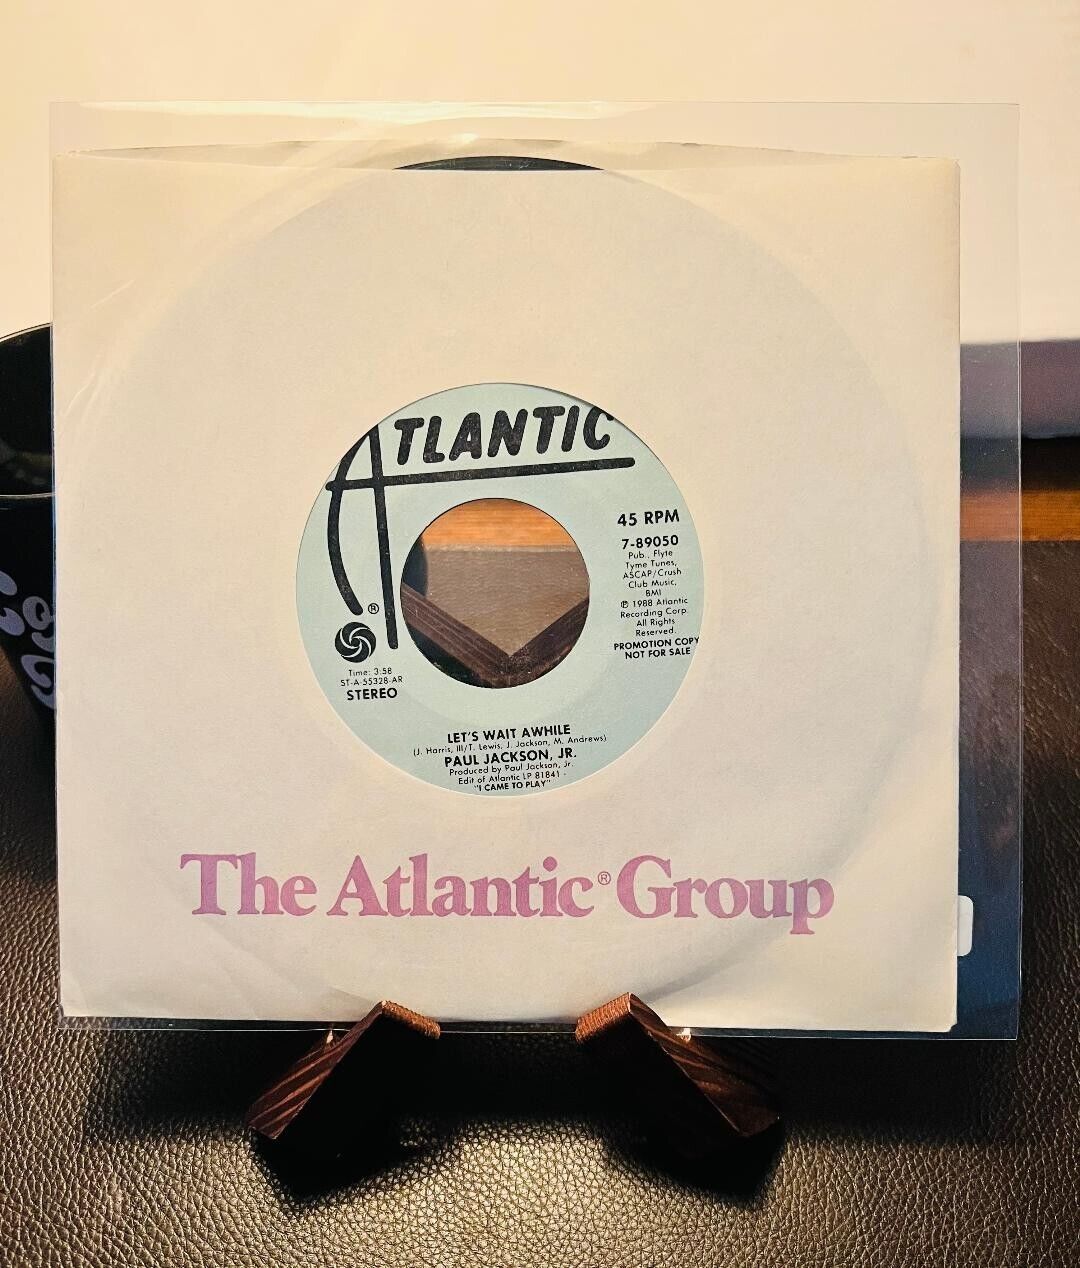 ATLANTIC
®
45 RPM
7-89050
Pub., Flyte
Tyme Tunes,
ASCAP/Crush
Club Music,
BMI
℗ 1988 Atlantic
Recording Corp.
All Rights
Reserved.
PROMOTION COPY
NOT FOR SALE
Time: 3:58
ST-A-55328-AR
STEREO
LET'S WAIT AWHILE
(J. Harris, III/T. Lewis, J. Jackson, M. Andrews)
PAUL JACKSON, JR.
Produced by Paul Jackson, Jr.
Edit of Atlantic LP 81841 -
"I CAME TO PLAY"
The Atlantic® Group